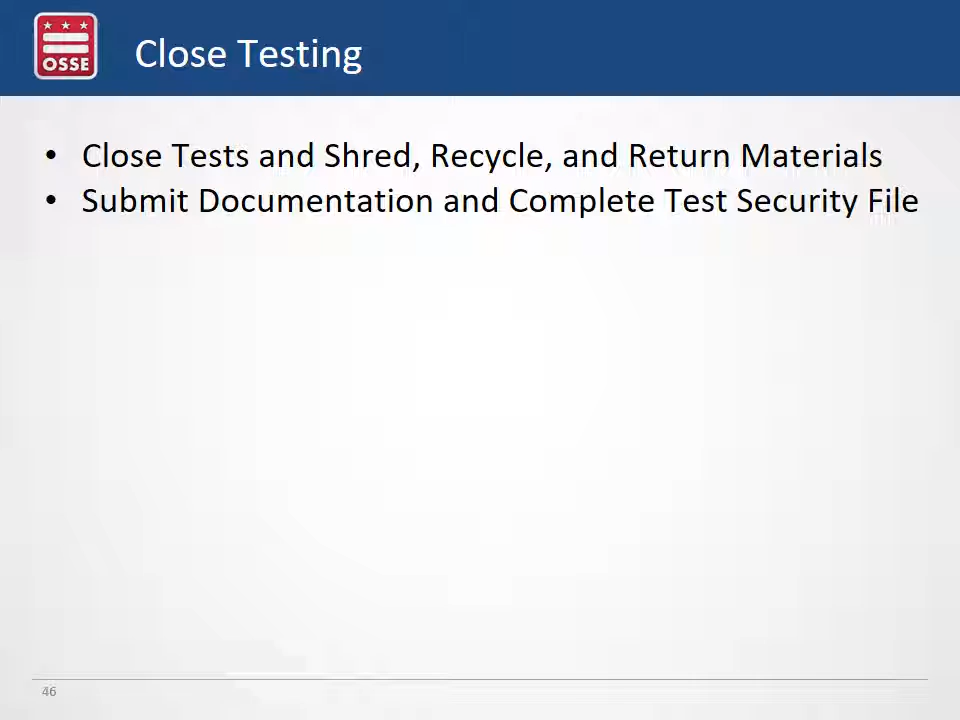 OSSE
Close Testing
• Close Tests and Shred, Recycle, and Return Materials
• Submit Documentation and Complete Test Security File
46